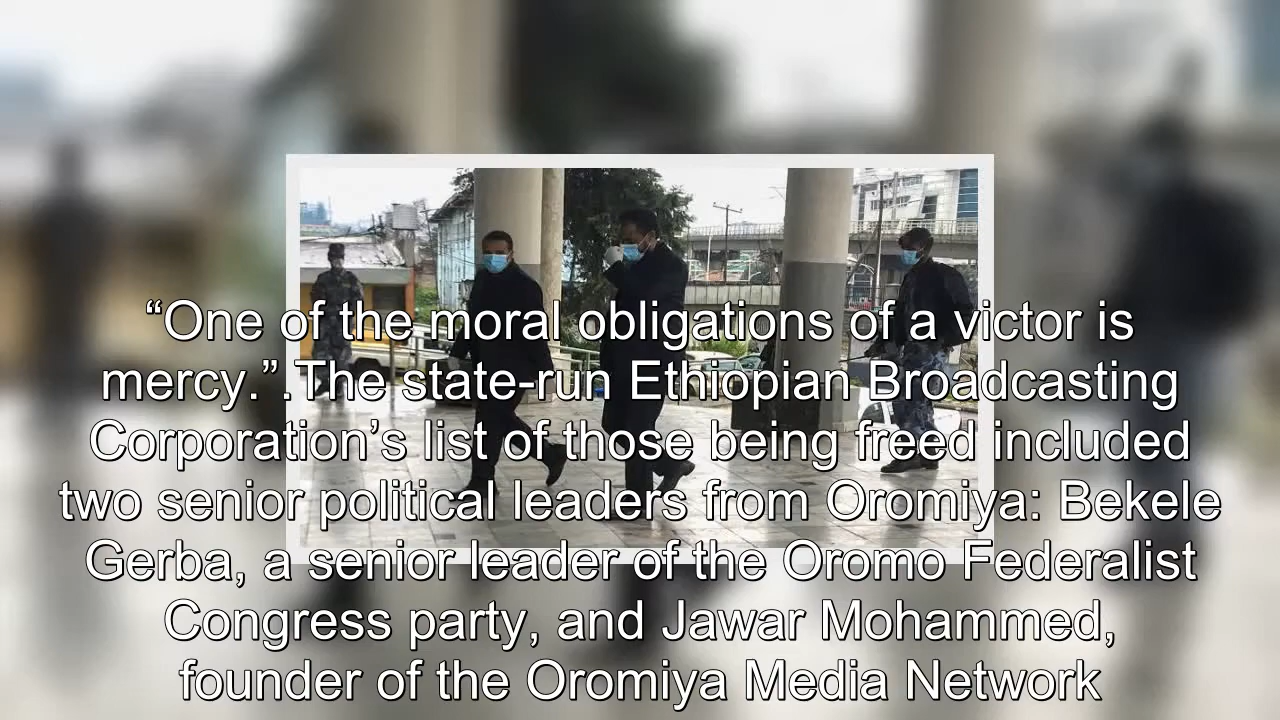 “One of the moral obligations of a victor is
mercy.”.The state-run Ethiopian Broadcasting
Corporation’s list of those being freed included
two senior political leaders from Oromiya: Bekele
Gerba, a senior leader of the Oromo Federalist
Congress party, and Jawar Mohammed,
founder of the Oromiya Media Network